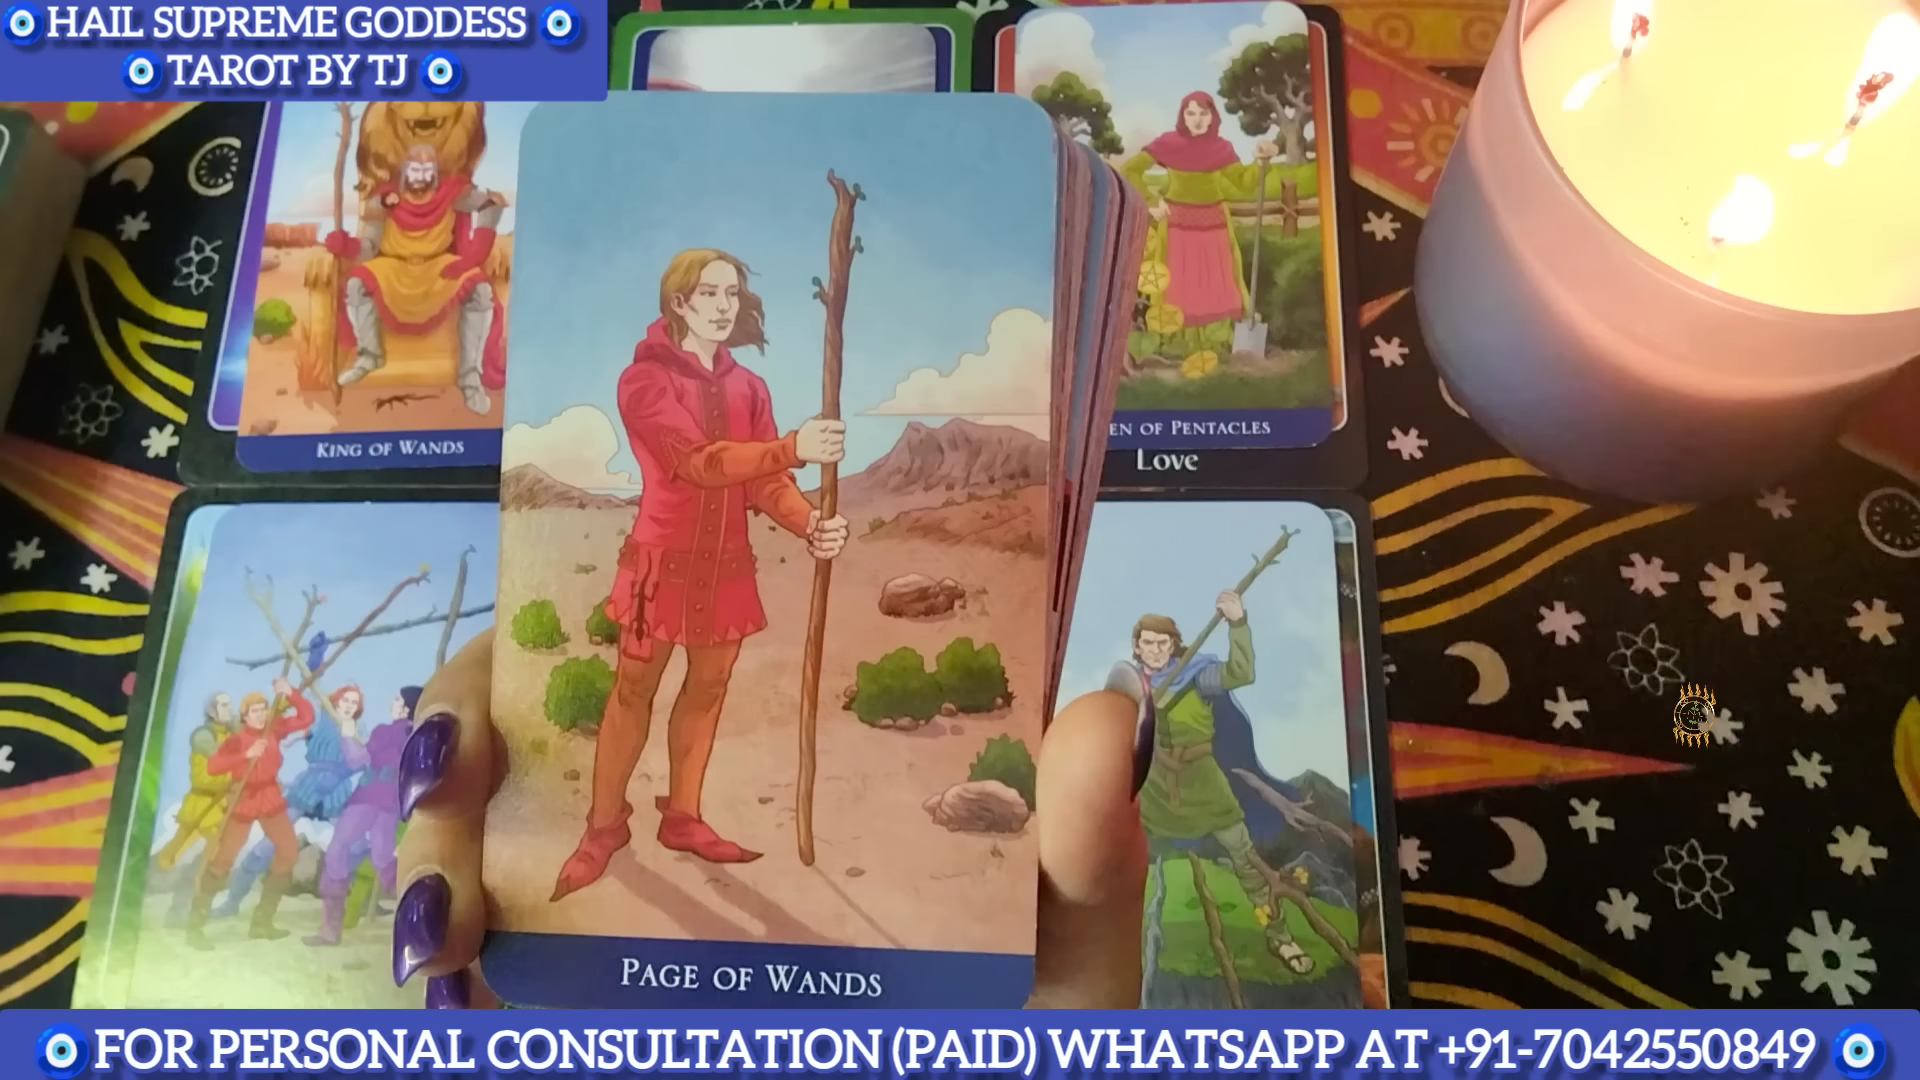 HAIL SUPREME GODDESS
TAROT BY TJ
KING OF WANDS
EN OF PENTACLES
Love
PAGE OF WANDS
FOR PERSONAL CONSULTATION (PAID) WHATSAPP AT +91-7042550849